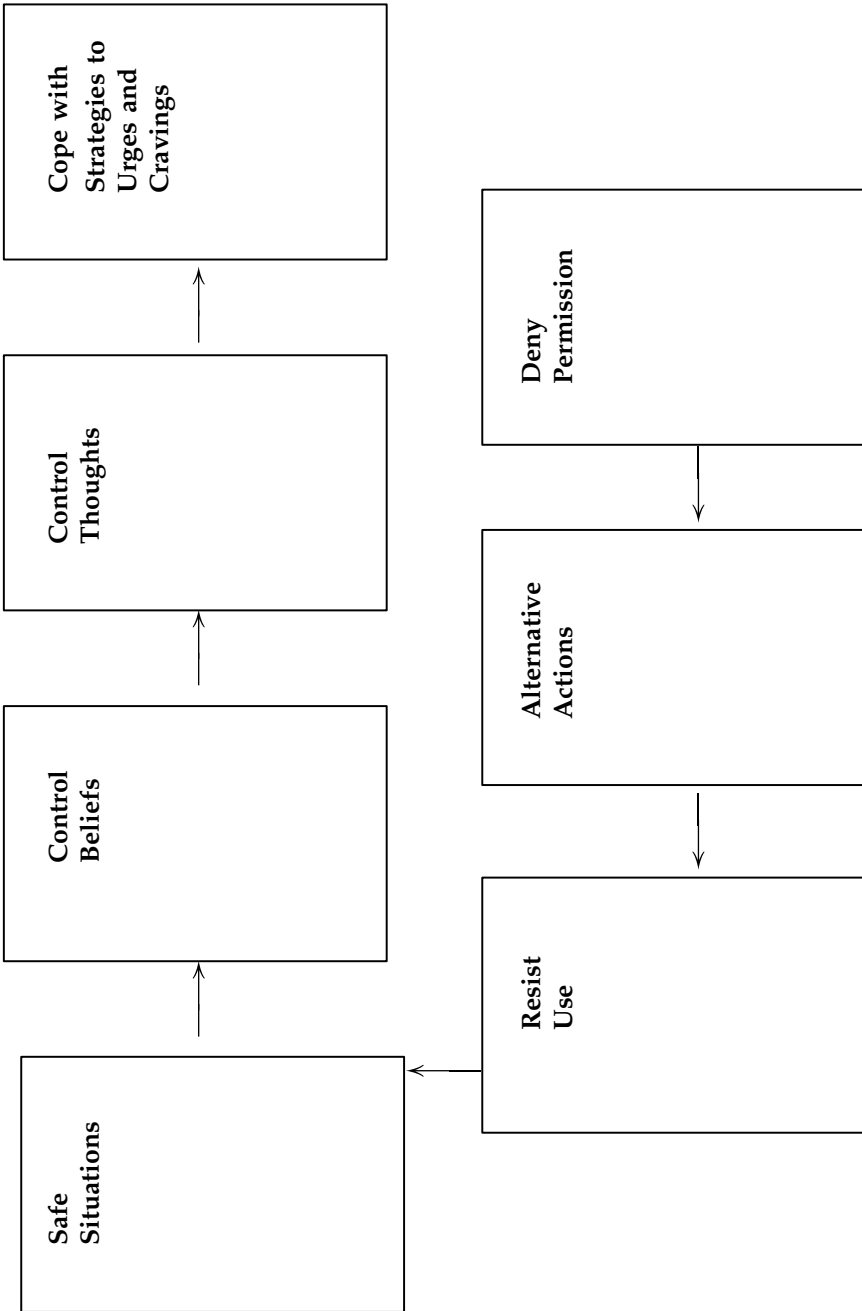 Safe
Situations
Control
Beliefs
Control
Thoughts
Cope with
Strategies to
Urges and
Cravings
Resist
Use
Alternative
Actions
Deny
Permission